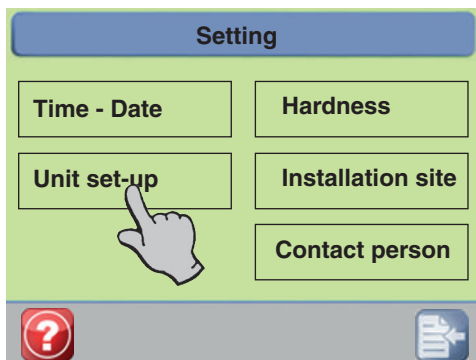 Setting
Time - Date
Hardness
Unit set-up
Installation site
Contact person
?